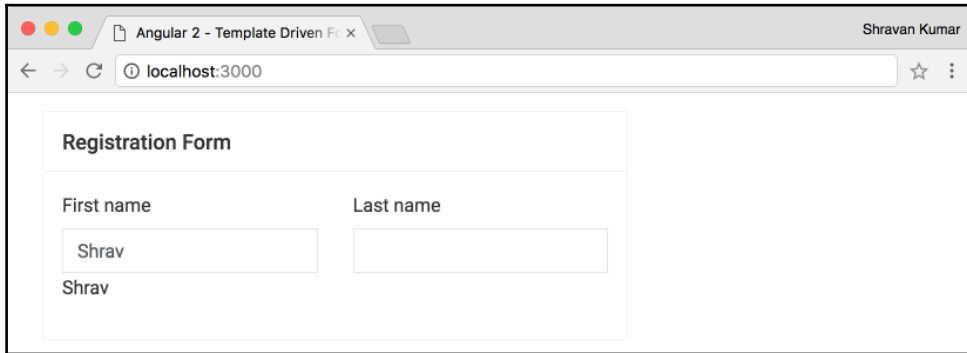 Angular 2 - Template Driven Fo
Shravan Kumar
localhost:3000
Registration Form
First name Last name
Shrav
Shrav